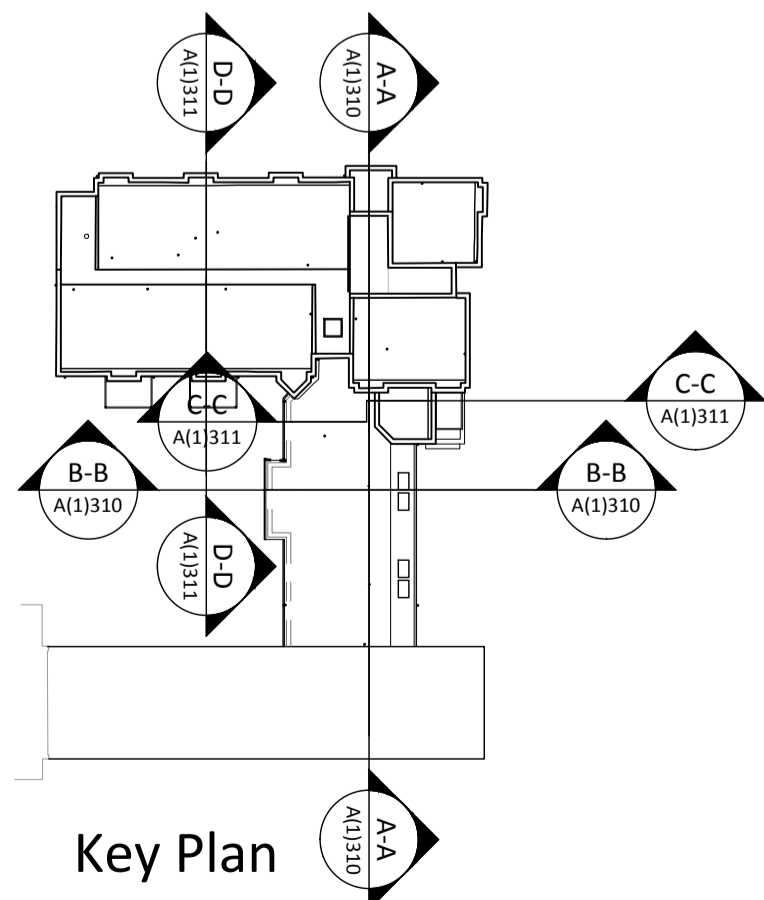 D-D
A(1)311
A-A
A(1)310
C-C
A(1)311
C-C
A(1)311
B-B
A(1)310
B-B
A(1)310
D-D
A(1)311
A-A
A(1)310
Key Plan